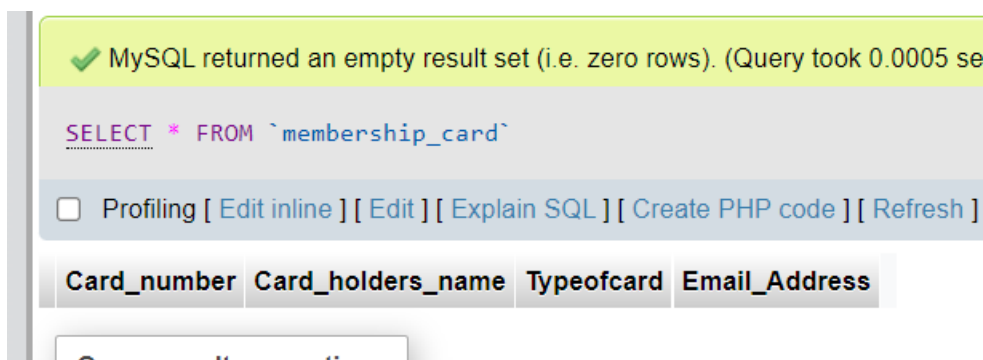 MySQL returned an empty result set (i.e. zero rows). (Query took 0.0005 se
SELECT * FROM `membership_card`
Profiling [ Edit inline ] [ Edit ] [ Explain SQL ] [ Create PHP code ] [ Refresh ]
Card_number Card_holders_name Typeofcard Email_Address